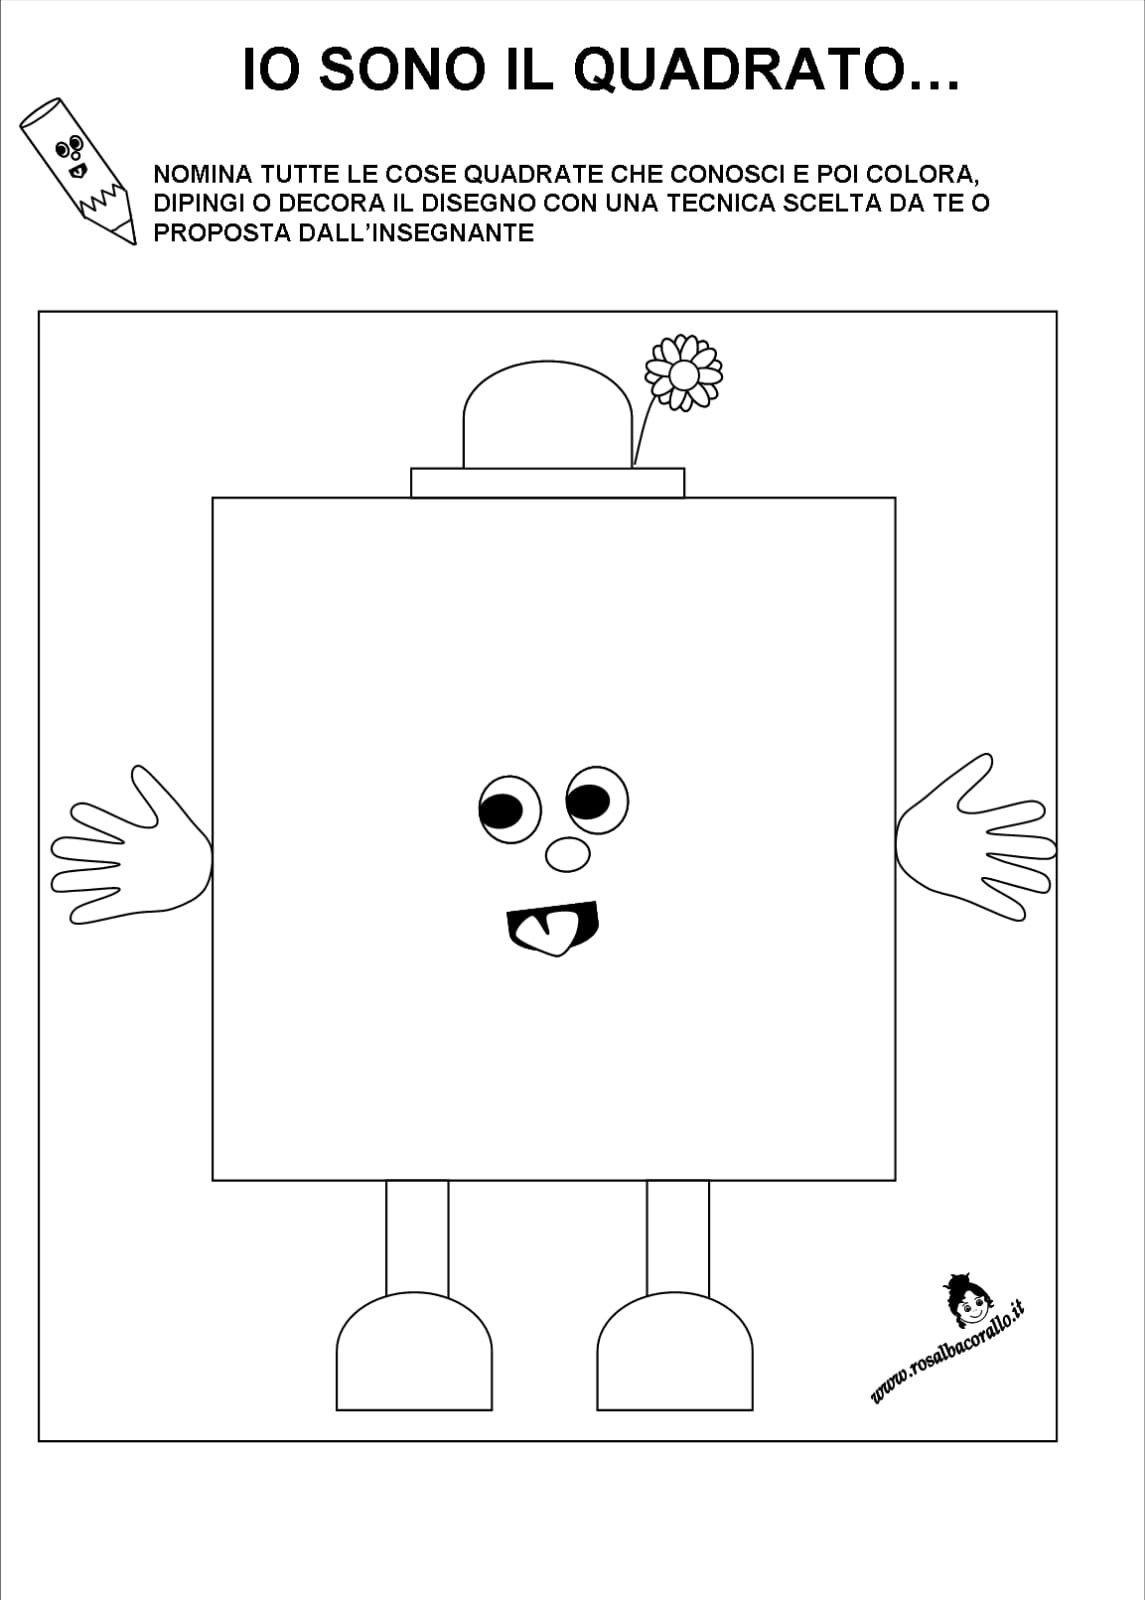 IO SONO IL QUADRATO...
NOMINA TUTTE LE COSE QUADRATE CHE CONOSCI E POI COLORA,
DIPINGI O DECORA IL DISEGNO CON UNA TECNICA SCELTA DA TE O
PROPOSTA DALL’INSEGNANTE
www.rosalbacorallo.it